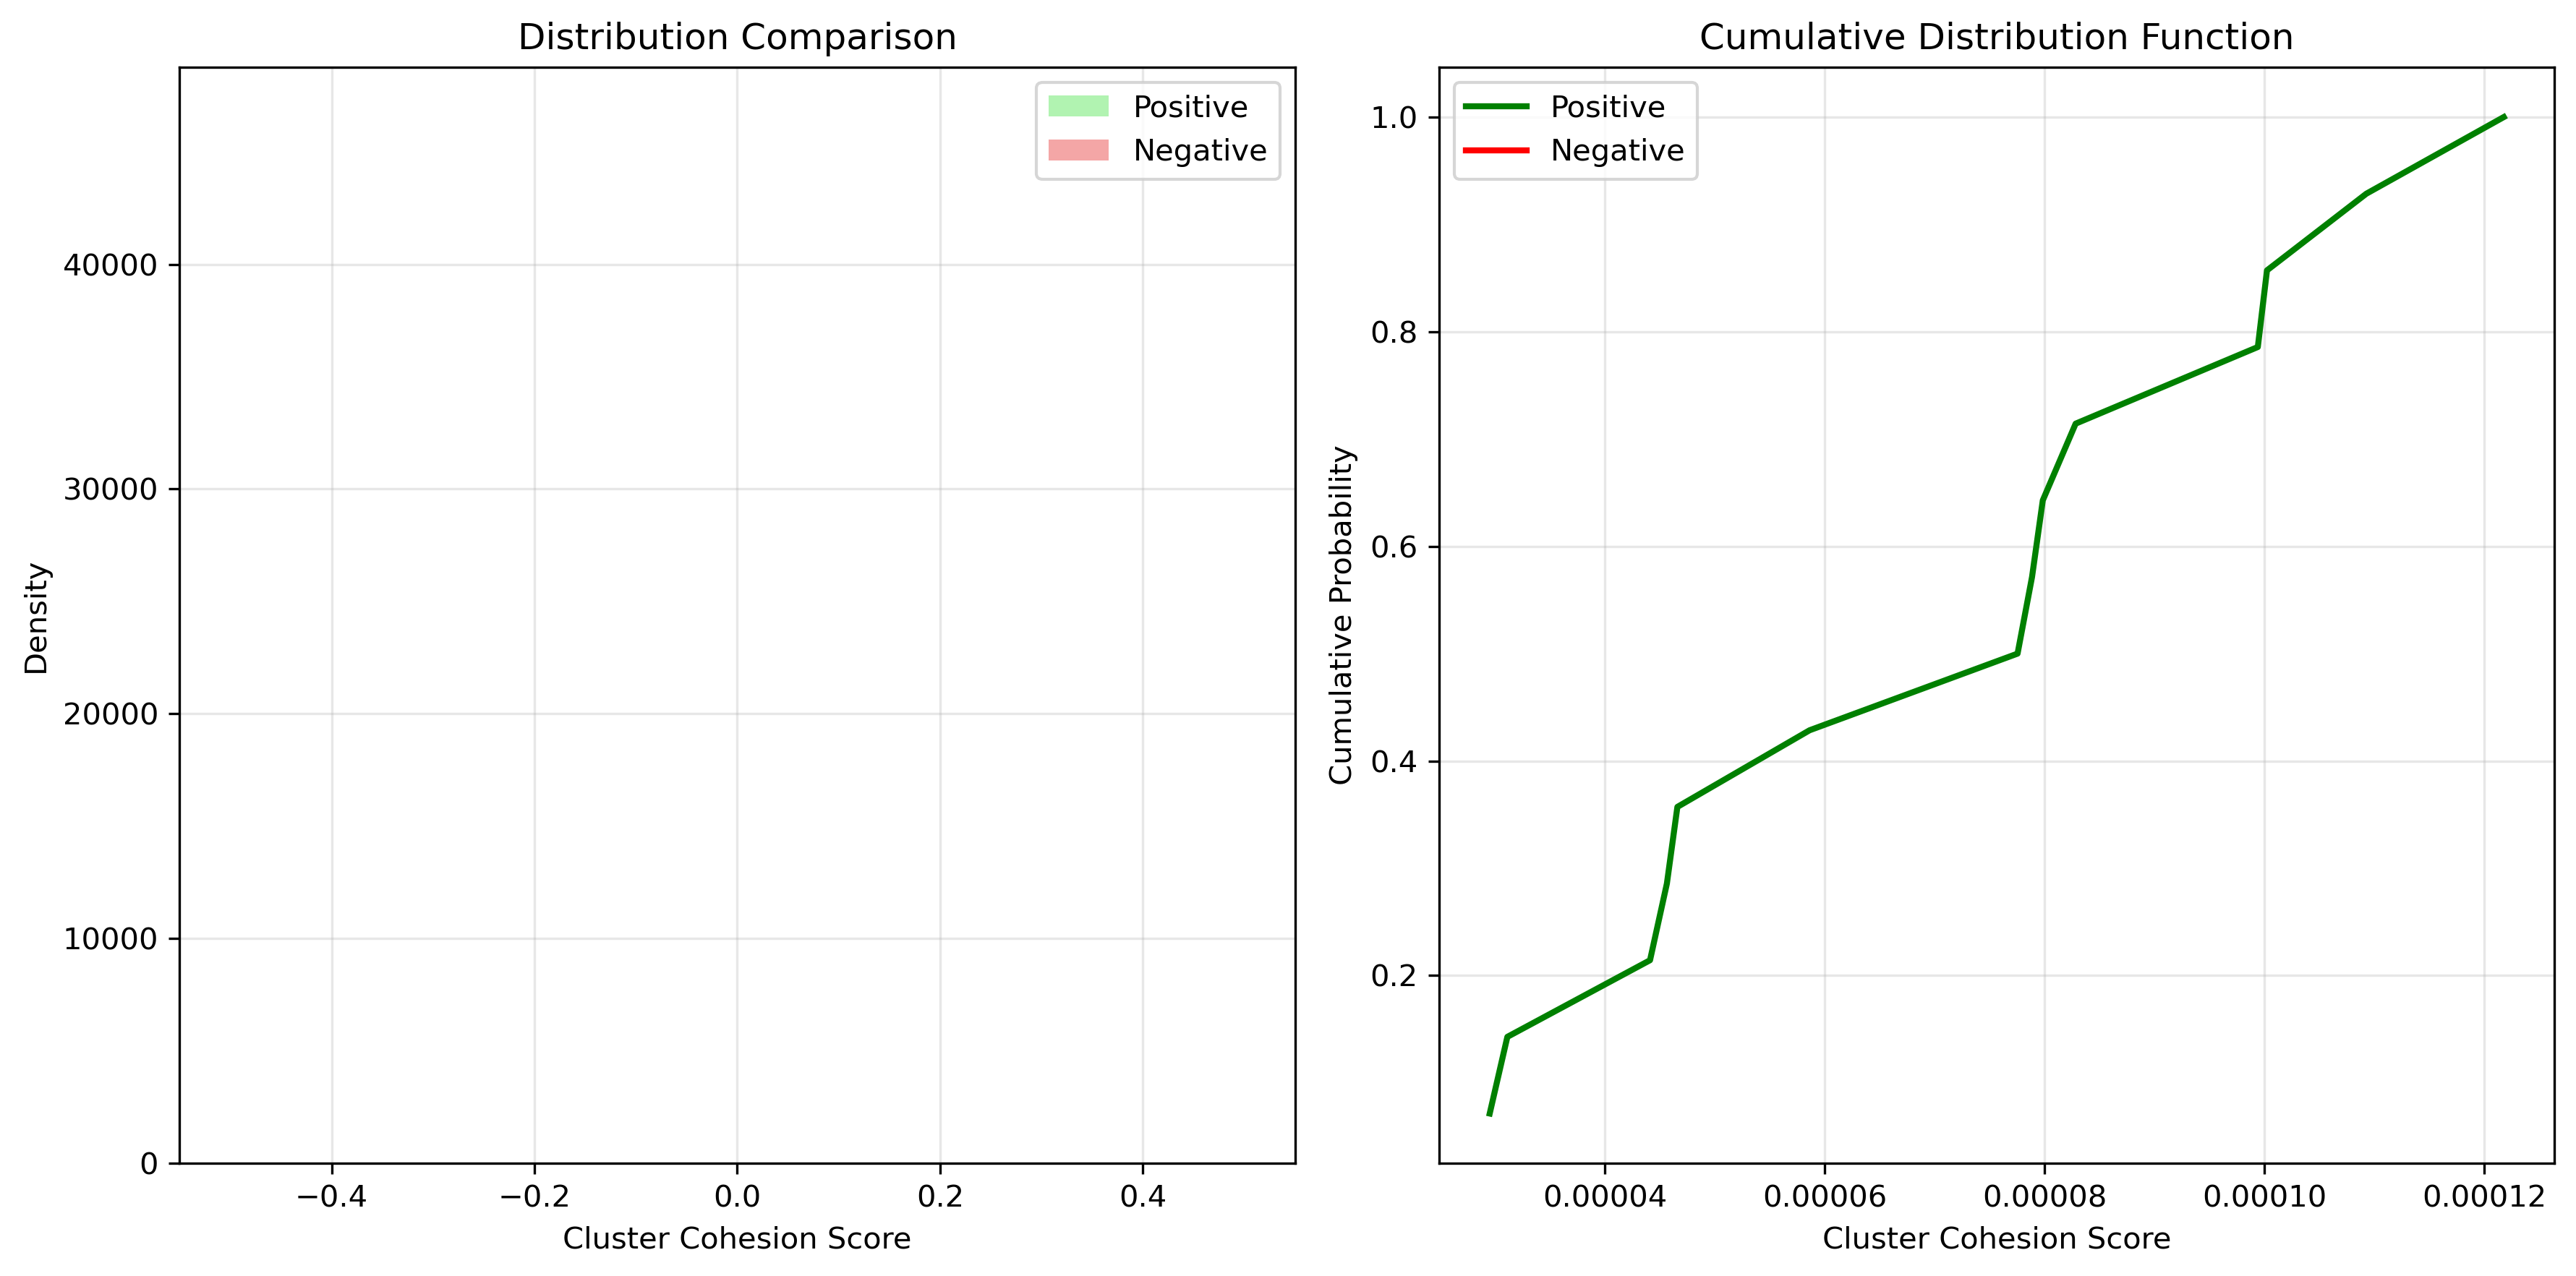 Distribution Comparison
Positive
Negative
40000
30000
20000
10000
0
Density
−0.4
−0.2
0.0
0.2
0.4
Cluster Cohesion Score
Cumulative Distribution Function
Positive
Negative
1.0
0.8
0.6
0.4
0.2
Cumulative Probability
0.00004
0.00006
0.00008
0.00010
0.00012
Cluster Cohesion Score